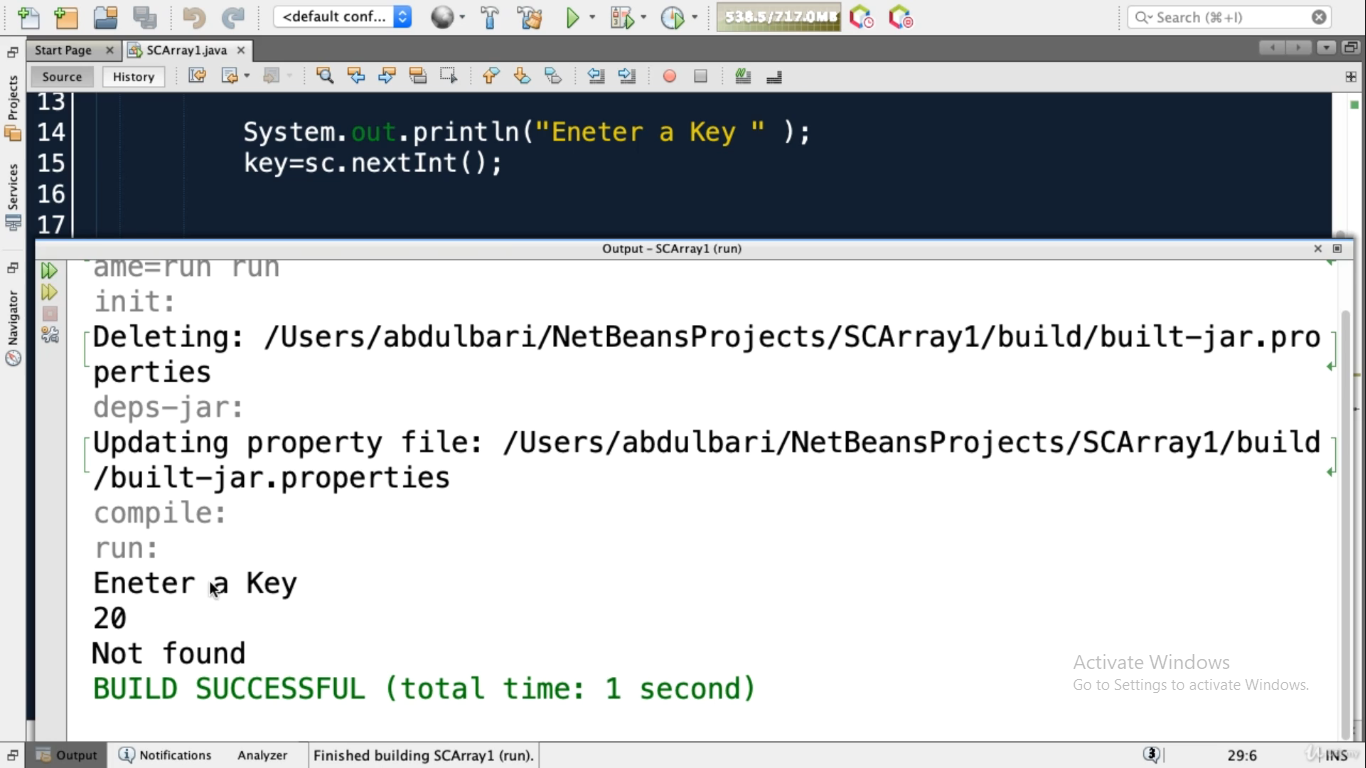 <default conf...
538.5/717.0MB
Search (⌘+I)
Start Page
SCArray1.java
Source
History
Projects
Services
Navigator
13
14 System.out.println("Eneter a Key " );
15 key=sc.nextInt();
16
17
Output – SCArray1 (run)
ame=run run
init:
Deleting: /Users/abdulbari/NetBeansProjects/SCArray1/build/built-jar.pro
perties
deps-jar:
Updating property file: /Users/abdulbari/NetBeansProjects/SCArray1/build
/built-jar.properties
compile:
run:
Eneter a Key
20
Not found
BUILD SUCCESSFUL (total time: 1 second)
Activate Windows
Go to Settings to activate Windows.
Output
Notifications
Analyzer
Finished building SCArray1 (run).
3
29:6
INS